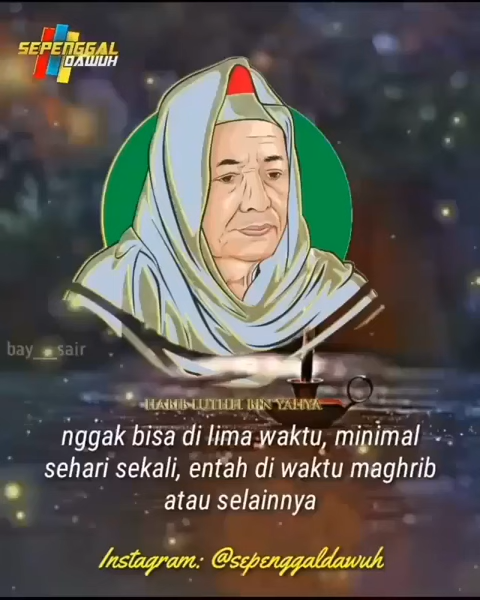 SEPENGGAL
DAWUH
bay__sair
HABIB LUTHFI BIN YAHYA
nggak bisa di lima waktu, minimal
sehari sekali, entah di waktu maghrib
atau selainnya
Instagram: @sepenggaldawuh